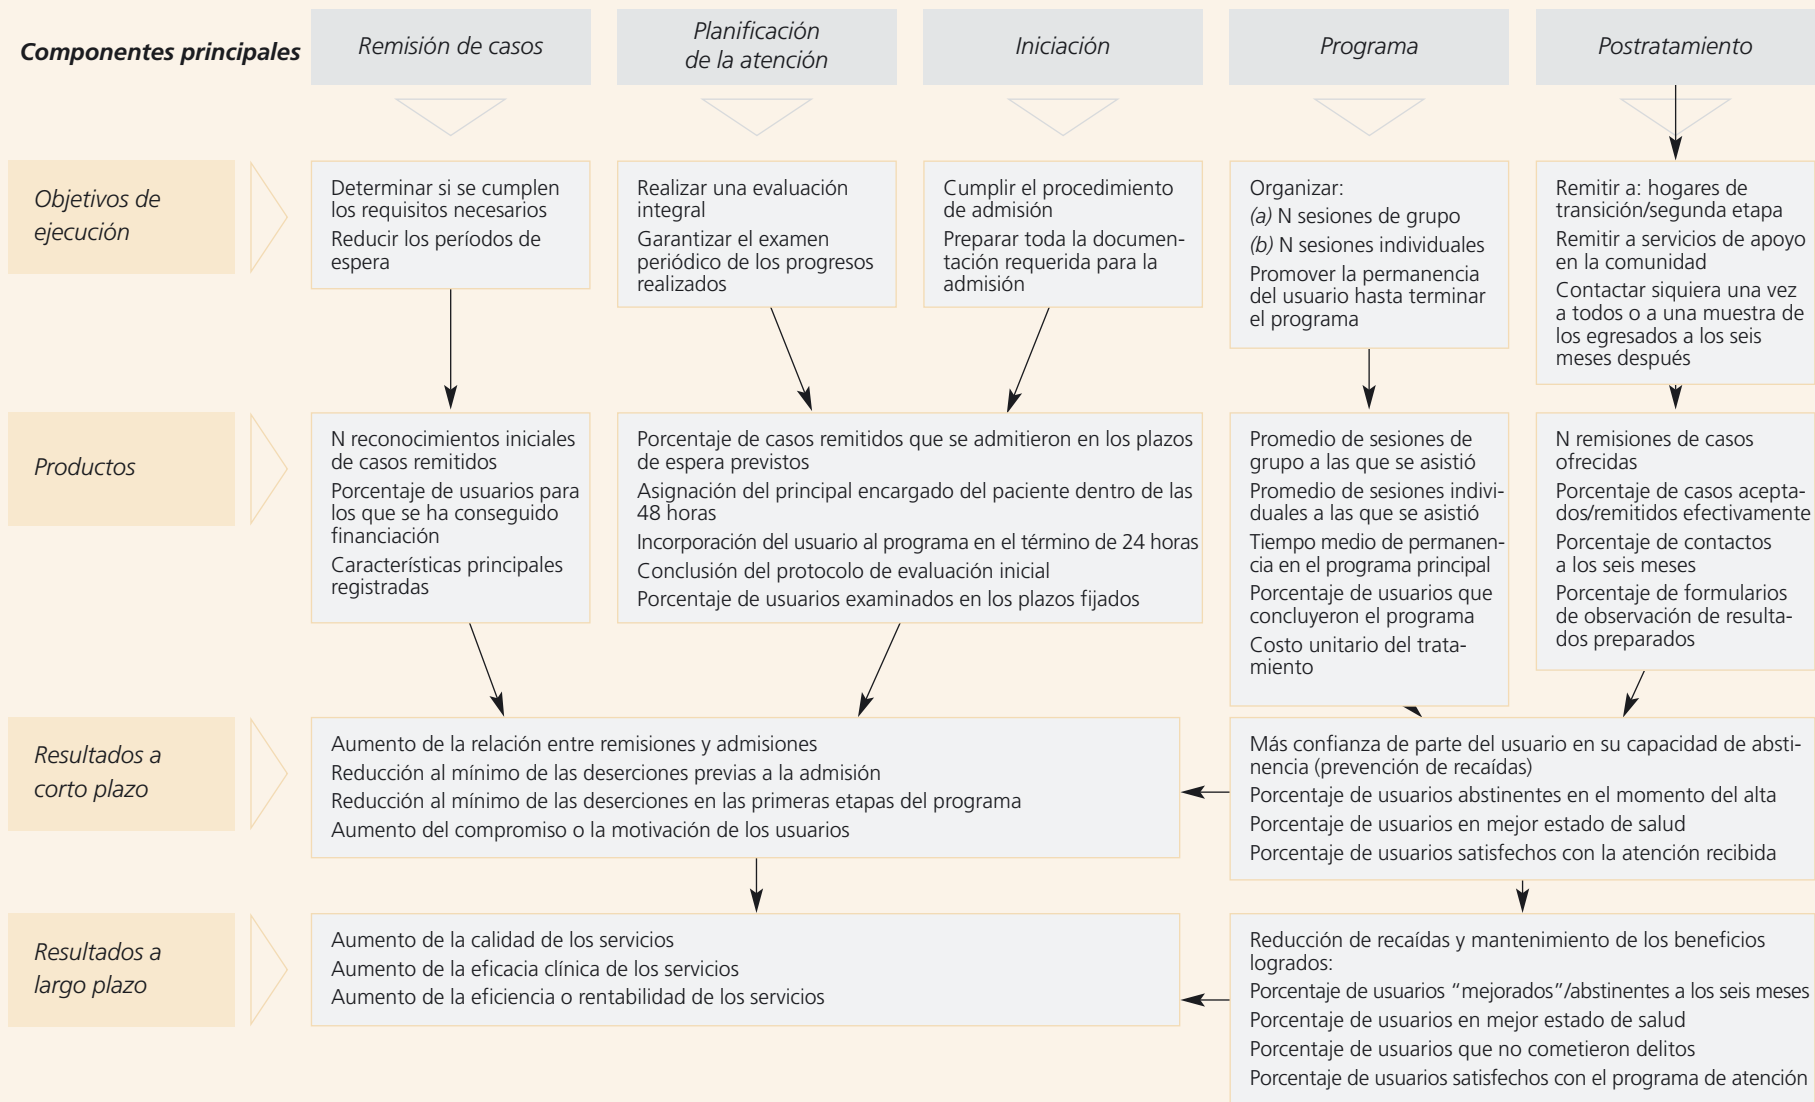 Componentes principales
Remisión de casos
Planificación
de la atención
Iniciación
Programa
Postratamiento
Objetivos de
ejecución
Determinar si se cumplen
los requisitos necesarios
Reducir los períodos de
espera
Realizar una evaluación
integral
Garantizar el examen
periódico de los progresos
realizados
Cumplir el procedimiento
de admisión
Preparar toda la documen-
tación requerida para la
admisión
Organizar:
(a) N sesiones de grupo
(b) N sesiones individuales
Promover la permanencia
del usuario hasta terminar
el programa
Remitir a: hogares de
transición/segunda etapa
Remitir a servicios de apoyo
en la comunidad
Contactar siquiera una vez
a todos o a una muestra de
los egresados a los seis
meses después
Productos
N reconocimientos iniciales
de casos remitidos
Porcentaje de usuarios para
los que se ha conseguido
financiación
Características principales
registradas
Porcentaje de casos remitidos que se admitieron en los plazos
de espera previstos
Asignación del principal encargado del paciente dentro de las
48 horas
Incorporación del usuario al programa en el término de 24 horas
Conclusión del protocolo de evaluación inicial
Porcentaje de usuarios examinados en los plazos fijados
Promedio de sesiones de
grupo a las que se asistió
Promedio de sesiones indivi-
duales a las que se asistió
Tiempo medio de permanen-
cia en el programa principal
Porcentaje de usuarios que
concluyeron el programa
Costo unitario del trata-
miento
N remisiones de casos
ofrecidas
Porcentaje de casos acepta-
dos/remitidos efectivamente
Porcentaje de contactos
a los seis meses
Porcentaje de formularios
de observación de resulta-
dos preparados
Resultados a
corto plazo
Aumento de la relación entre remisiones y admisiones
Reducción al mínimo de las deserciones previas a la admisión
Reducción al mínimo de las deserciones en las primeras etapas del programa
Aumento del compromiso o la motivación de los usuarios
Más confianza de parte del usuario en su capacidad de absti-
nencia (prevención de recaídas)
Porcentaje de usuarios abstinentes en el momento del alta
Porcentaje de usuarios en mejor estado de salud
Porcentaje de usuarios satisfechos con la atención recibida
Resultados a
largo plazo
Aumento de la calidad de los servicios
Aumento de la eficacia clínica de los servicios
Aumento de la eficiencia o rentabilidad de los servicios
Reducción de recaídas y mantenimiento de los beneficios
logrados:
Porcentaje de usuarios “mejorados”/abstinentes a los seis meses
Porcentaje de usuarios en mejor estado de salud
Porcentaje de usuarios que no cometieron delitos
Porcentaje de usuarios satisfechos con el programa de atención